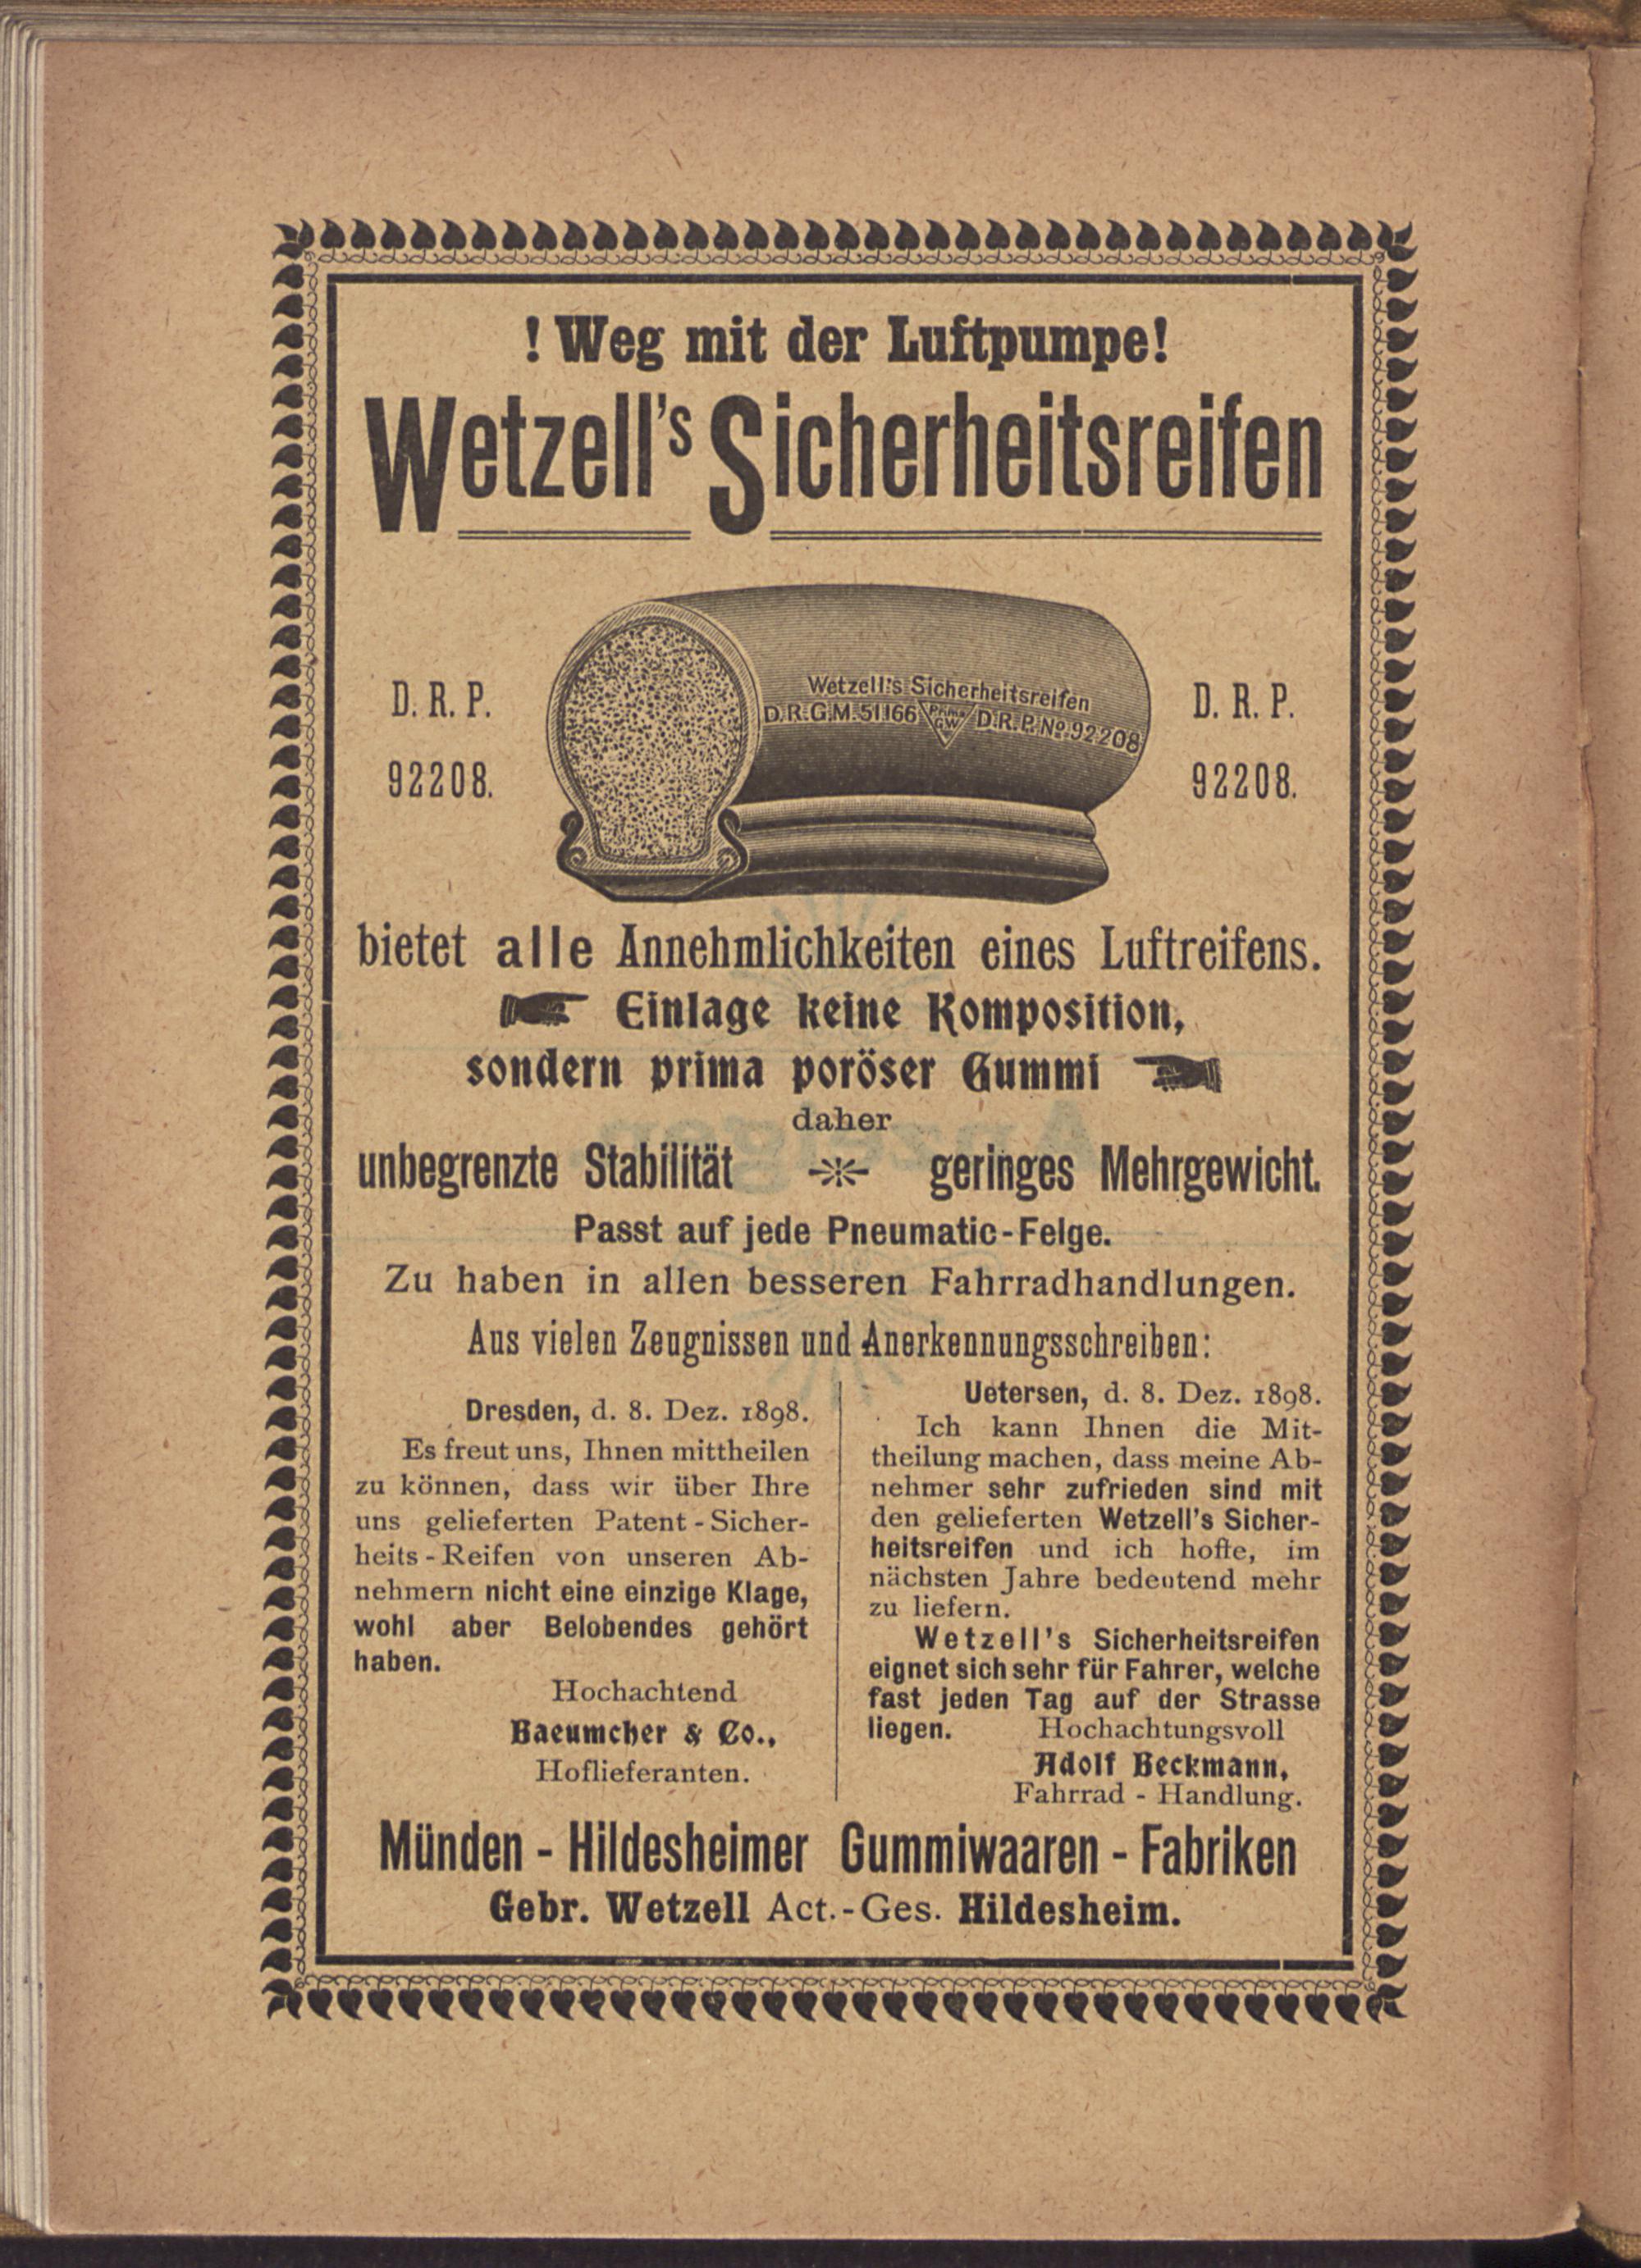 ! Weg mit der Luftpumpe!
Wetzell's Sicherheitsreifen
D. R. P.
92208.
Wetzell's Sicherheitsreifen
D.R.G.M. 51166 Prima GW D.R.P. No. 92208
D. R. P.
92208.
bietet alle Annehmlichkeiten eines Luftreifens.
Einlage keine Komposition,
sondern prima poröser Gummi
daher
unbegrenzte Stabilität geringes Mehrgewicht.
Passt auf jede Pneumatic-Felge.
Zu haben in allen besseren Fahrradhandlungen.
Aus vielen Zeugnissen und Anerkennungsschreiben:
Dresden, d. 8. Dez. 1898.
Es freut uns, Ihnen mittheilen
zu können, dass wir über Ihre
uns gelieferten Patent-Sicher-
heits-Reifen von unseren Ab-
nehmern nicht eine einzige Klage,
wohl aber Belobendes gehört
haben.
Hochachtend
Baeumcher & Co.,
Hoflieferanten.
Uetersen, d. 8. Dez. 1898.
Ich kann Ihnen die Mit-
theilung machen, dass meine Ab-
nehmer sehr zufrieden sind mit
den gelieferten Wetzell's Sicher-
heitsreifen und ich hoffe, im
nächsten Jahre bedeutend mehr
zu liefern.
Wetzell's Sicherheitsreifen
eignet sich sehr für Fahrer, welche
fast jeden Tag auf der Strasse
liegen. Hochachtungsvoll
Adolf Beckmann,
Fahrrad - Handlung.
Münden - Hildesheimer Gummiwaaren - Fabriken
Gebr. Wetzell Act.-Ges. Hildesheim.